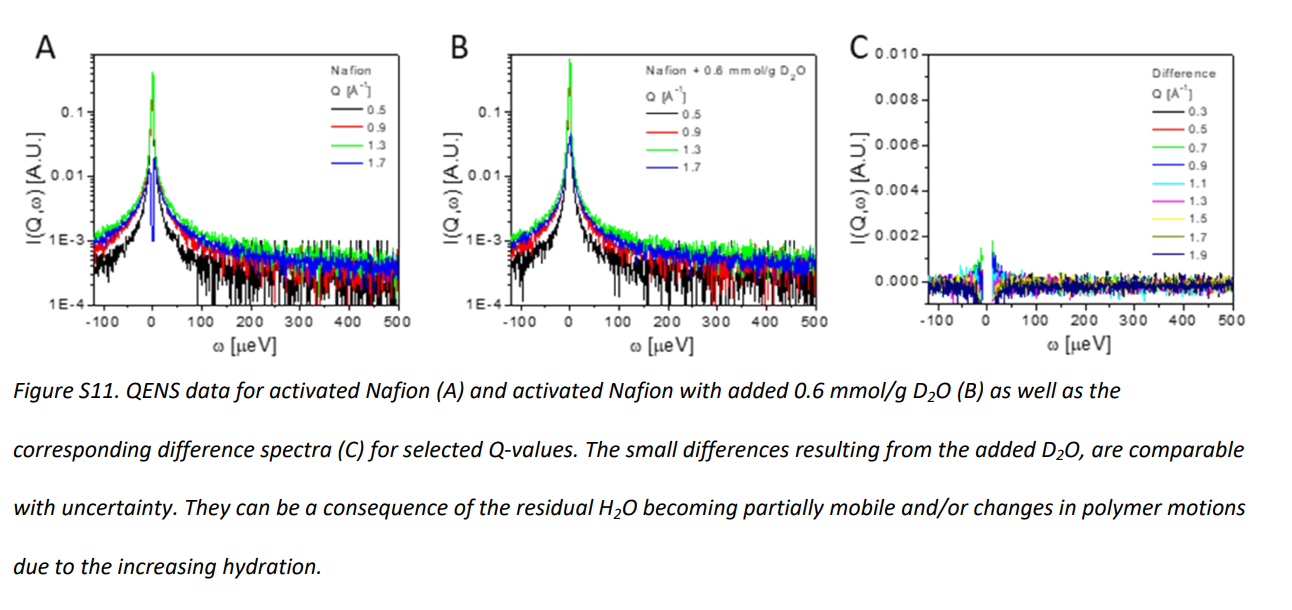 A
B
C
Nafion
Q [Å⁻¹]
0.5
0.9
1.3
1.7
0.1
0.01
1E-3
1E-4
I(Q,ω) [A.U.]
-100 0 100 200 300 400 500
ω [µeV]
Nafion + 0.6 mmol/g D₂O
Q [Å⁻¹]
0.5
0.9
1.3
1.7
0.1
0.01
1E-3
1E-4
I(Q,ω) [A.U.]
-100 0 100 200 300 400 500
ω [µeV]
Difference
Q [Å⁻¹]
0.3
0.5
0.7
0.9
1.1
1.3
1.5
1.7
1.9
0.010
0.008
0.006
0.004
0.002
0.000
I(Q,ω) [A.U.]
-100 0 100 200 300 400 500
ω [µeV]
Figure S11. QENS data for activated Nafion (A) and activated Nafion with added 0.6 mmol/g D₂O (B) as well as the
corresponding difference spectra (C) for selected Q-values. The small differences resulting from the added D₂O, are comparable
with uncertainty. They can be a consequence of the residual H₂O becoming partially mobile and/or changes in polymer motions
due to the increasing hydration.